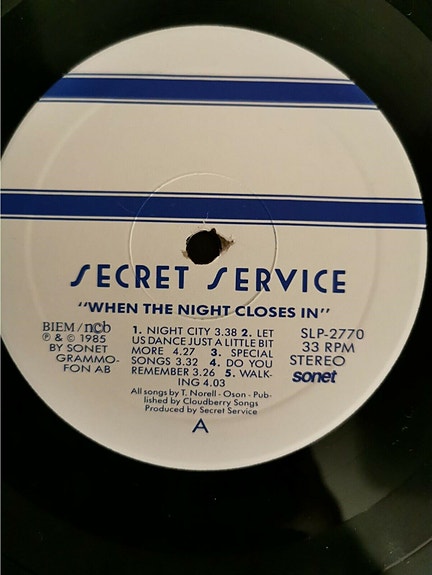 SECRET SERVICE
"WHEN THE NIGHT CLOSES IN"
BIEM/ncb
℗ & © 1985
BY SONET
GRAMMO-
FON AB
1. NIGHT CITY 3.38 2. LET
US DANCE JUST A LITTLE BIT
MORE 4.27 3. SPECIAL
SONGS 3.32 4. DO YOU
REMEMBER 3.26 5. WALK-
ING 4.03
SLP-2770
33 RPM
STEREO
sonet
All songs by T. Norell - Oson - Pub-
lished by Cloudberry Songs
Produced by Secret Service
A